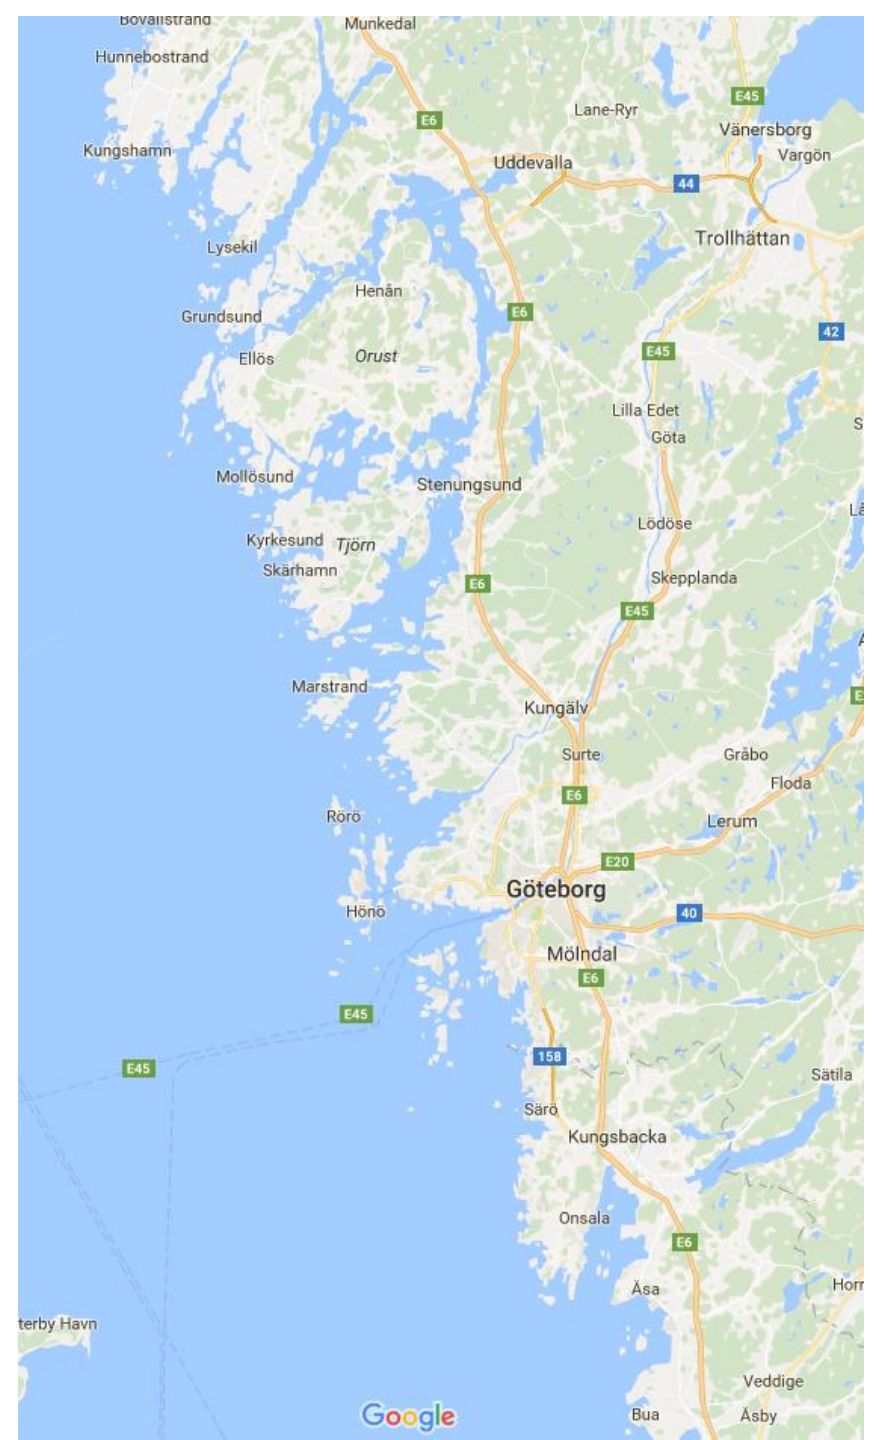 Bovallstrand
Munkedal
Hunnebostrand
E45
Lane-Ryr
E6
Vänersborg
Kungshamn
Vargön
Uddevalla
44
Trollhättan
Lysekil
Henån
E6
Grundsund
42
E45
Orust
Ellös
Lilla Edet
S
Göta
Mollösund
Stenungsund
Lödöse
Kyrkesund
Tjörn
Skärhamn
Skepplanda
E6
E45
Marstrand
Kungälv
Surte
Gråbo
Floda
E6
Rörö
Lerum
E20
Göteborg
Hönö
40
Mölndal
E6
E45
158
E45
Sätila
Särö
Kungsbacka
Onsala
E6
Åsa
Horr
terby Havn
Veddige
Google
Bua
Åsby